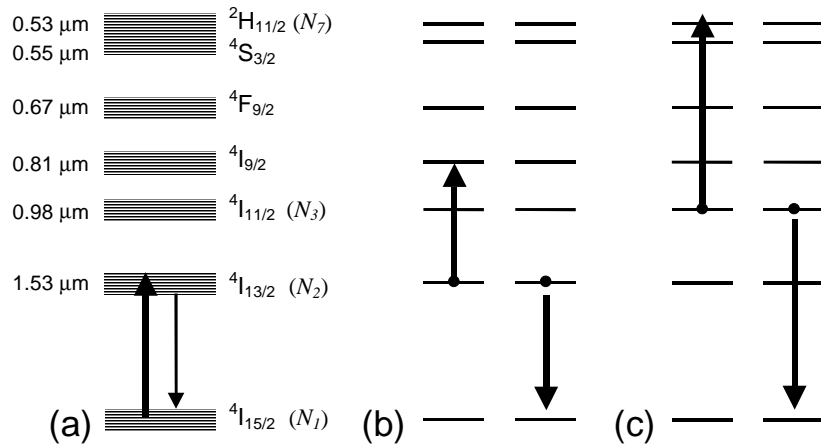 0.53 μm ²H₁₁/₂ (N₇)
0.55 μm ⁴S₃/₂
0.67 μm ⁴F₉/₂
0.81 μm ⁴I₉/₂
0.98 μm ⁴I₁₁/₂ (N₃)
1.53 μm ⁴I₁₃/₂ (N₂)
⁴I₁₅/₂ (N₁)
(a) (b) (c)